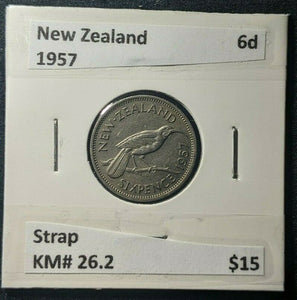 New Zealand 6d
1957
NEW·ZEALAND
SIXPENCE 1957
Strap
KM# 26.2 $15